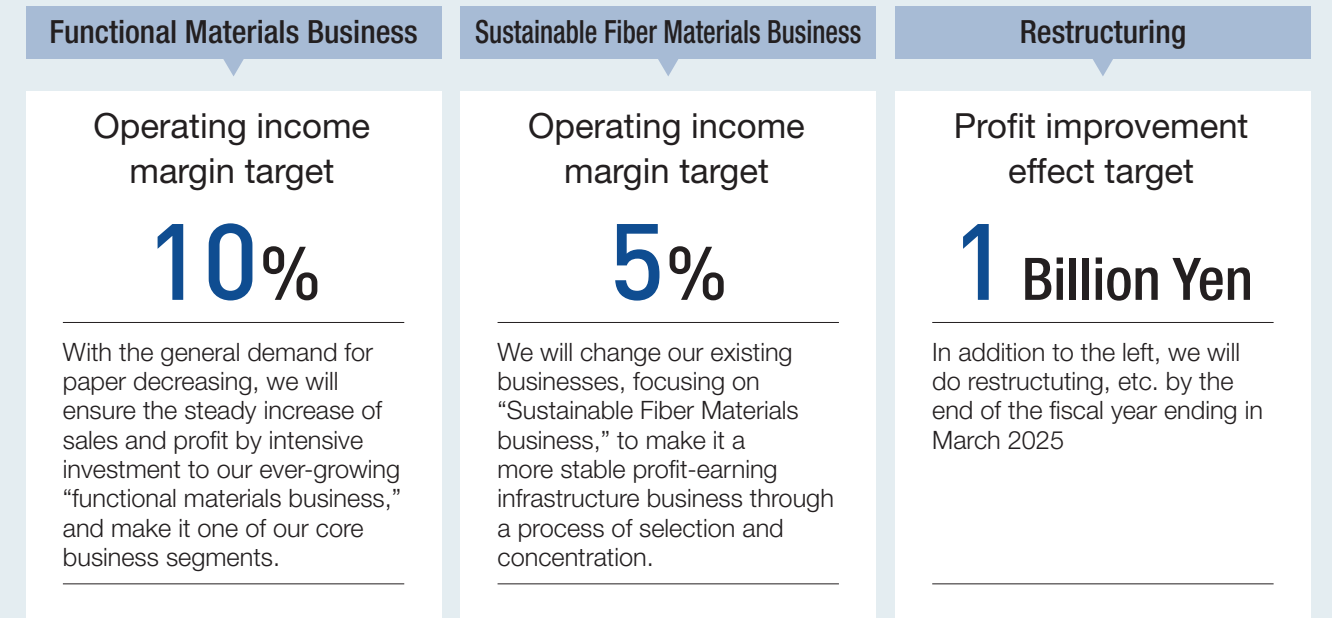 Functional Materials Business
Operating income
margin target
10%
With the general demand for
paper decreasing, we will
ensure the steady increase of
sales and profit by intensive
investment to our ever-growing
“functional materials business,”
and make it one of our core
business segments.
Sustainable Fiber Materials Business
Operating income
margin target
5%
We will change our existing
businesses, focusing on
“Sustainable Fiber Materials
business,” to make it a
more stable profit-earning
infrastructure business through
a process of selection and
concentration.
Restructuring
Profit improvement
effect target
1 Billion Yen
In addition to the left, we will
do restructuting, etc. by the
end of the fiscal year ending in
March 2025